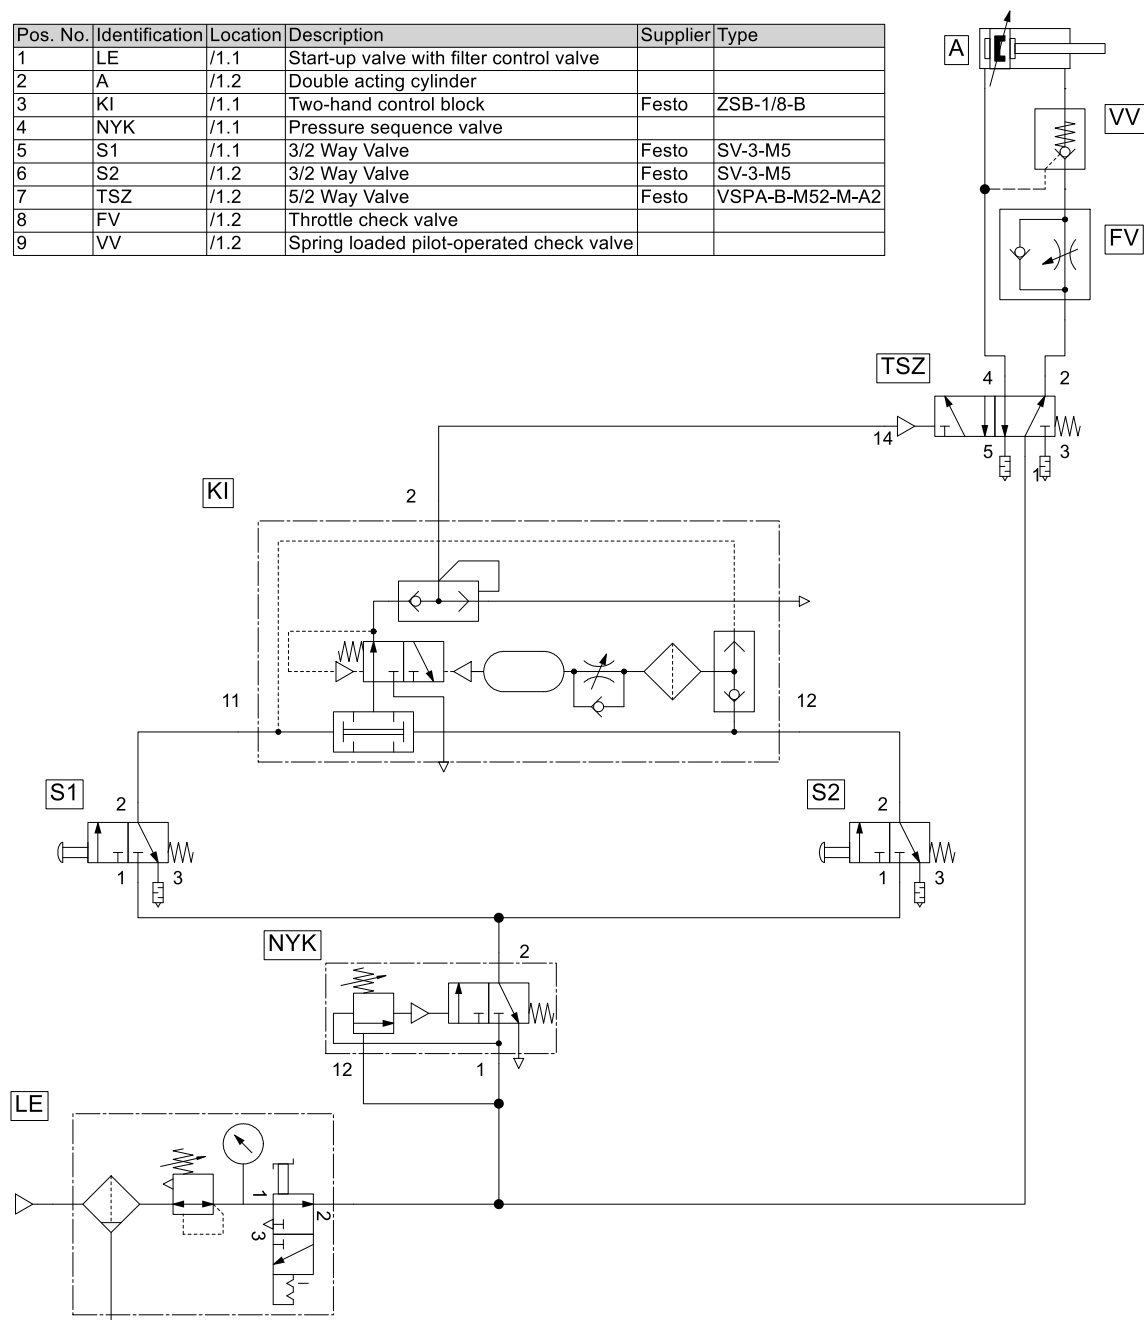 Pos. No. Identification Location Description Supplier Type
1 LE /1.1 Start-up valve with filter control valve
2 A /1.2 Double acting cylinder
3 KI /1.1 Two-hand control block Festo ZSB-1/8-B
4 NYK /1.1 Pressure sequence valve
5 S1 /1.1 3/2 Way Valve Festo SV-3-M5
6 S2 /1.2 3/2 Way Valve Festo SV-3-M5
7 TSZ /1.2 5/2 Way Valve Festo VSPA-B-M52-M-A2
8 FV /1.2 Throttle check valve
9 VV /1.2 Spring loaded pilot-operated check valve
A
VV
FV
TSZ
4 2
14
5 3
1
KI
2
11 12
S1 S2
2 2
1 3 1 3
NYK
2
12 1
LE
1
2
3